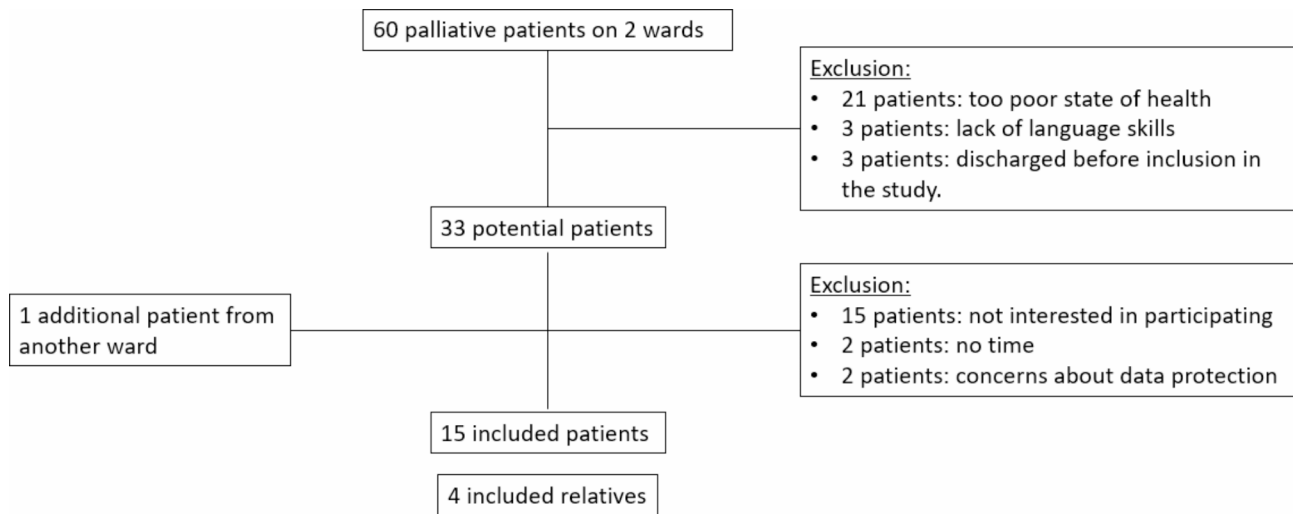 60 palliative patients on 2 wards
Exclusion:
• 21 patients: too poor state of health
• 3 patients: lack of language skills
• 3 patients: discharged before inclusion in
the study.
33 potential patients
1 additional patient from
another ward
Exclusion:
• 15 patients: not interested in participating
• 2 patients: no time
• 2 patients: concerns about data protection
15 included patients
4 included relatives